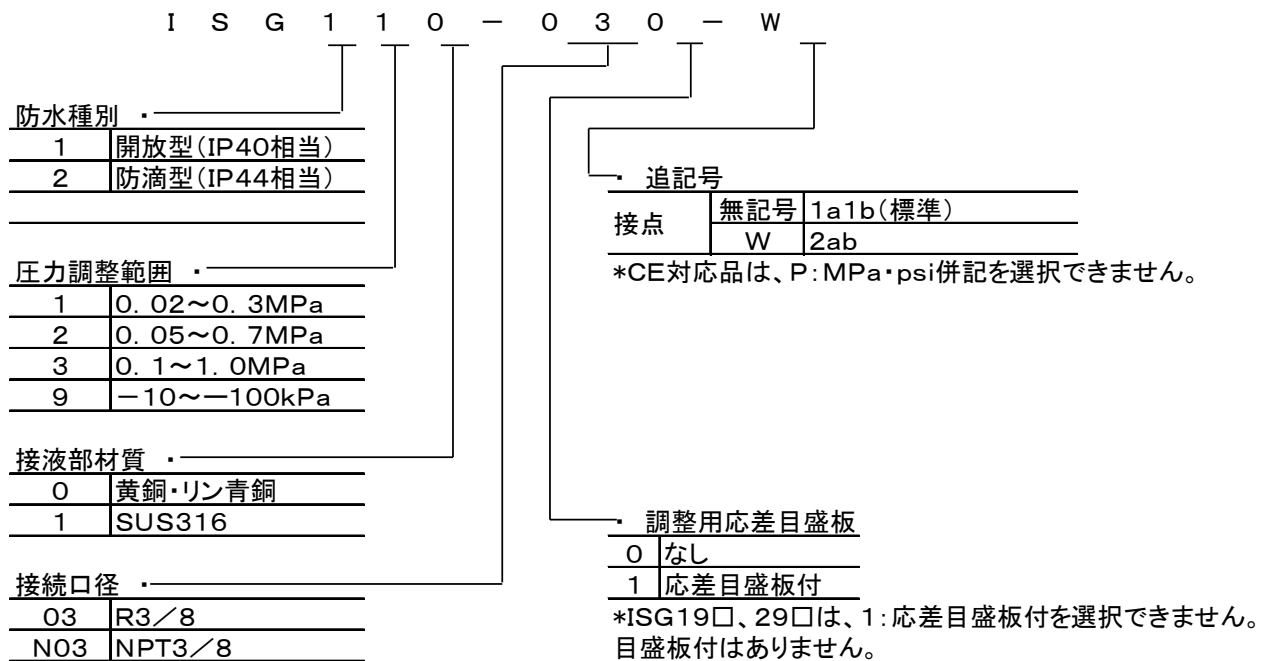 ISG110-030-W
防水種別 ・
1 開放型(IP40相当)
2 防滴型(IP44相当)
圧力調整範囲 ・
1 0.02~0.3MPa
2 0.05~0.7MPa
3 0.1~1.0MPa
9 -10~-100kPa
接液部材質 ・
0 黄銅・リン青銅
1 SUS316
接続口径 ・
03 R3/8
N03 NPT3/8
・ 追記号
接点 無記号 1a1b(標準)
W 2ab
*CE対応品は、P:MPa・psi併記を選択できません。
・ 調整用応差目盛板
0 なし
1 応差目盛板付
*ISG19□、29□は、1:応差目盛板付を選択できません。
目盛板付はありません。